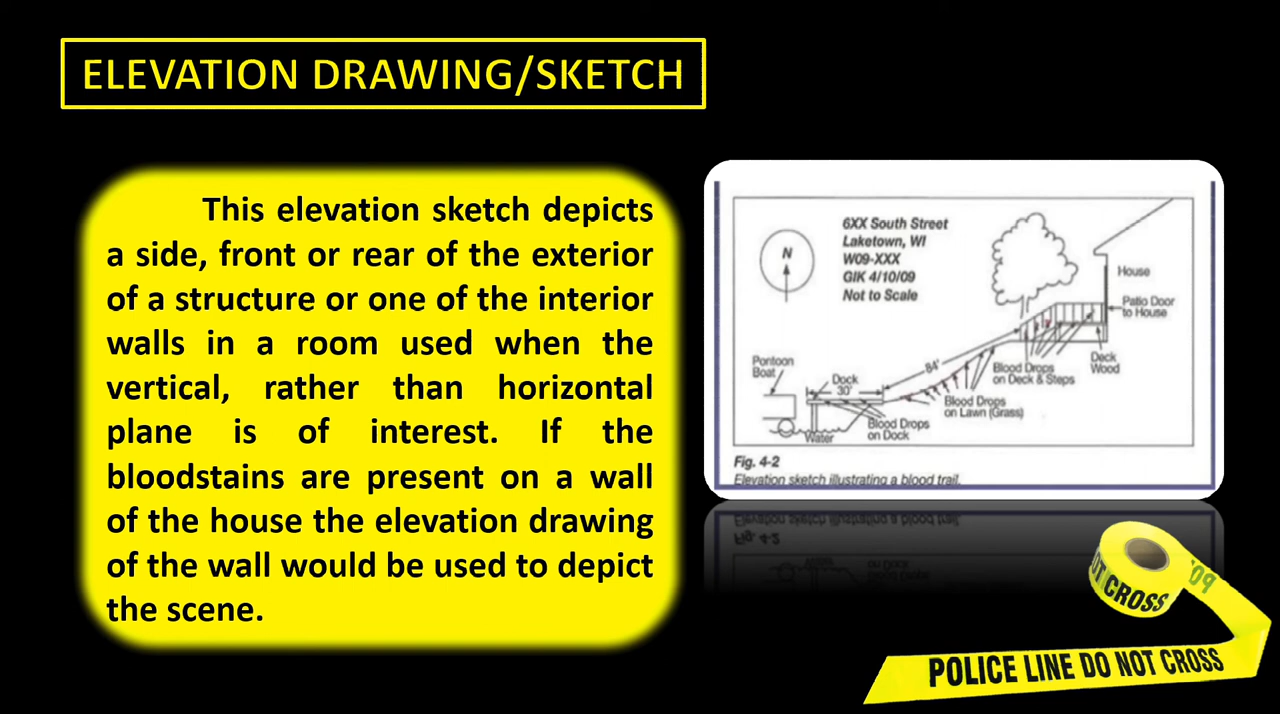 ELEVATION DRAWING/SKETCH
This elevation sketch depicts
a side, front or rear of the exterior
of a structure or one of the interior
walls in a room used when the
vertical, rather than horizontal
plane is of interest. If the
bloodstains are present on a wall
of the house the elevation drawing
of the wall would be used to depict
the scene.
N
6XX South Street
Laketown, WI
W09-XXX
GIK 4/10/09
Not to Scale
House
Patio Door
to House
Deck
Wood
Blood Drops
on Deck & Steps
84'
Pontoon
Boat
Dock
30'
Blood Drops
on Lawn (Grass)
Blood Drops
on Dock
Water
Fig. 4-2
Elevation sketch illustrating a blood trail.
OT CROSS
PO
POLICE LINE DO NOT CROSS